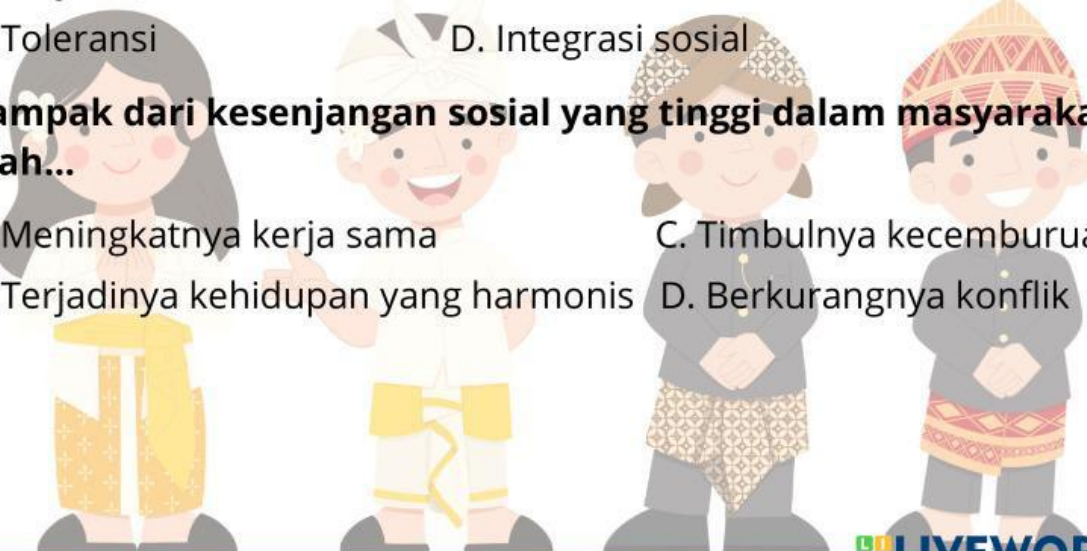 Toleransi D. Integrasi sosial
ampak dari kesenjangan sosial yang tinggi dalam masyaraka
ah...
Meningkatnya kerja sama C. Timbulnya kecemburua
Terjadinya kehidupan yang harmonis D. Berkurangnya konflik